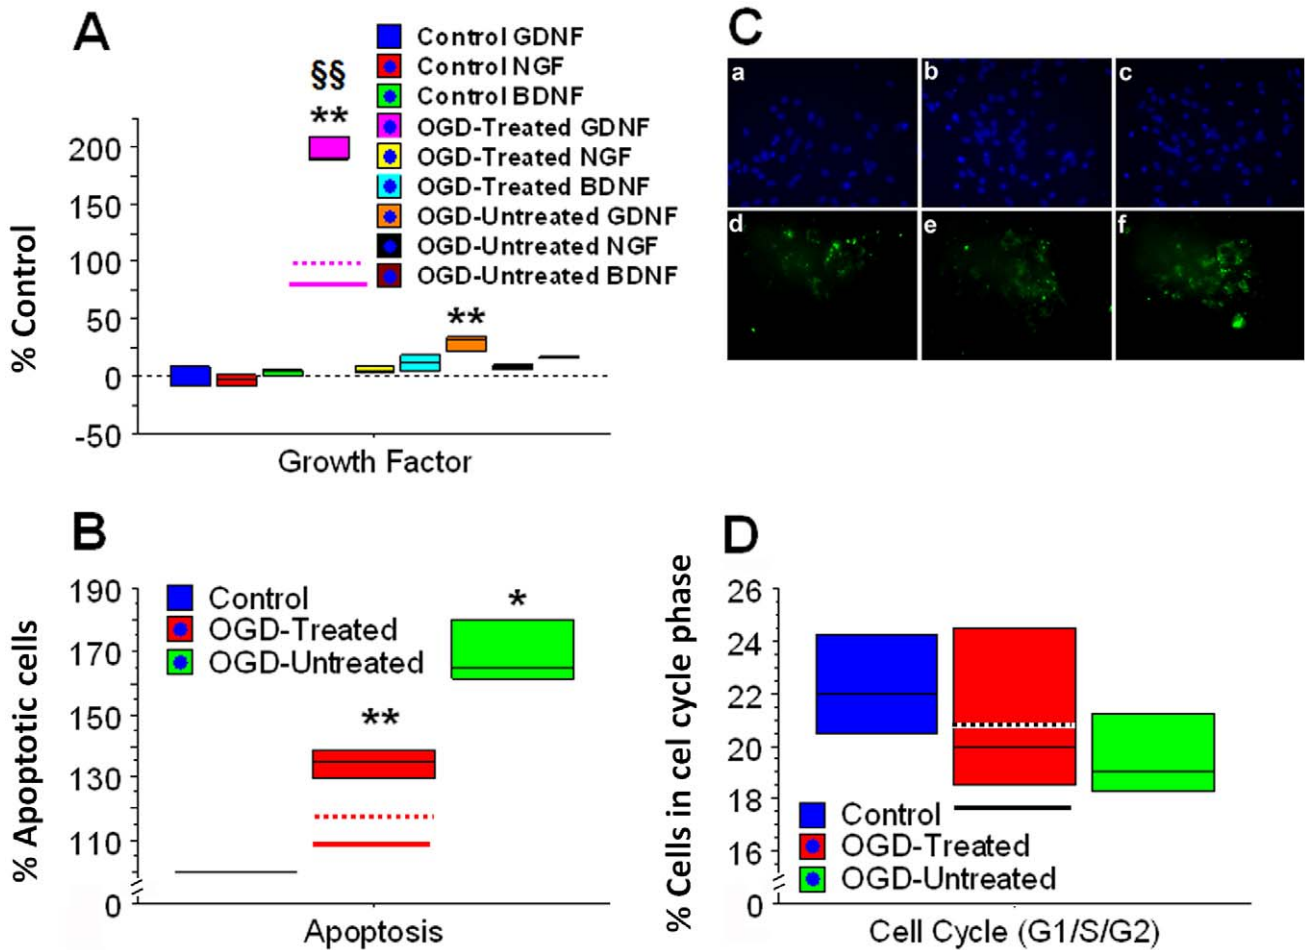 A
Control GDNF
Control NGF
Control BDNF
OGD-Treated GDNF
OGD-Treated NGF
OGD-Treated BDNF
OGD-Untreated GDNF
OGD-Untreated NGF
OGD-Untreated BDNF
§§
**
**
% Control
200
150
100
50
0
-50
Growth Factor
C
a
b
c
d
e
f
B
% Apoptotic cells
190
170
150
130
110
0
Control
OGD-Treated
OGD-Untreated
**
*
Apoptosis
D
% Cells in cel cycle phase
26
24
22
20
18
16
0
Control
OGD-Treated
OGD-Untreated
Cell Cycle (G1/S/G2)